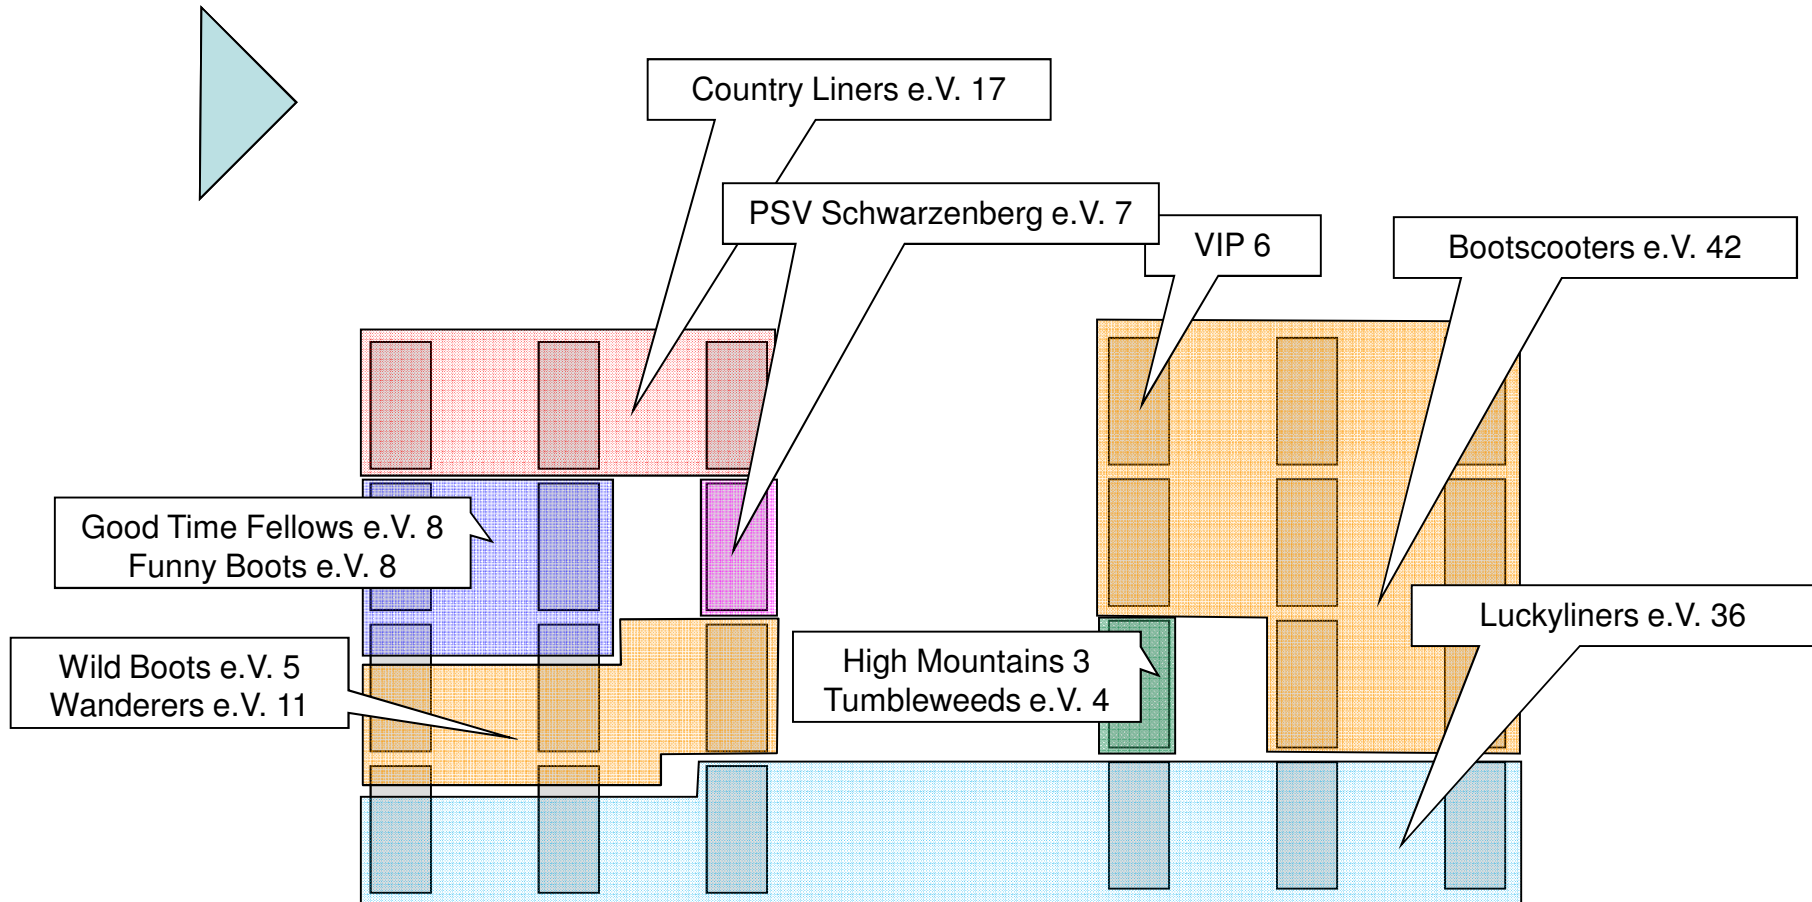 Country Liners e.V. 17
PSV Schwarzenberg e.V. 7
VIP 6
Bootscooters e.V. 42
Good Time Fellows e.V. 8
Funny Boots e.V. 8
Luckyliners e.V. 36
Wild Boots e.V. 5
Wanderers e.V. 11
High Mountains 3
Tumbleweeds e.V. 4